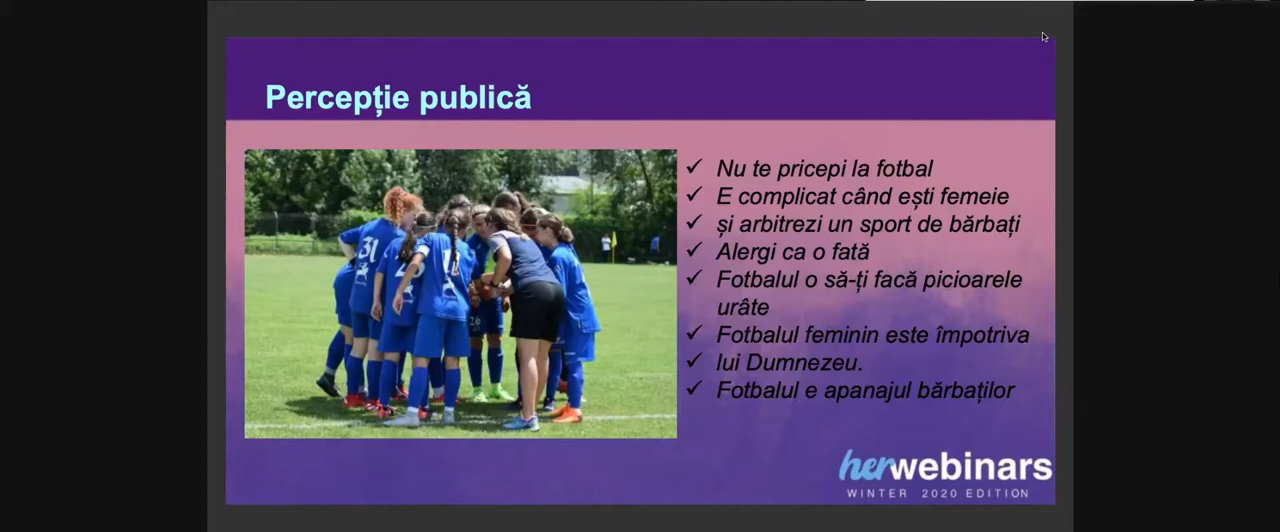 Percepție publică
✓ Nu te pricepi la fotbal
✓ E complicat când ești femeie
✓ și arbitrezi un sport de bărbați
✓ Alergi ca o fată
✓ Fotbalul o să-ți facă picioarele
urâte
✓ Fotbalul feminin este împotriva
✓ lui Dumnezeu.
✓ Fotbalul e apanajul bărbaților
31
26
herwebinars
WINTER 2020 EDITION